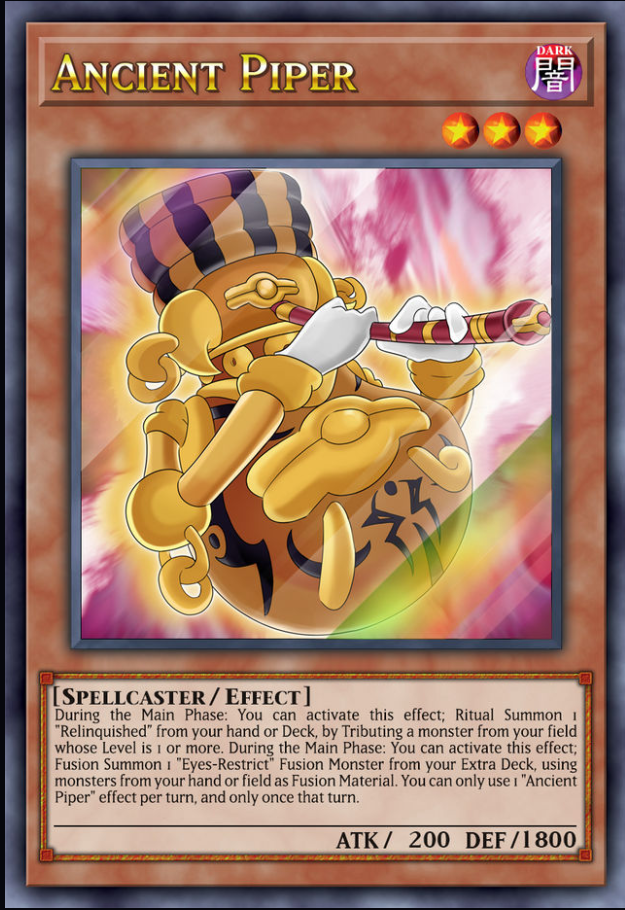 ANCIENT PIPER
DARK
闇
[SPELLCASTER / EFFECT]
During the Main Phase: You can activate this effect; Ritual Summon 1
"Relinquished" from your hand or Deck, by Tributing a monster from your field
whose Level is 1 or more. During the Main Phase: You can activate this effect;
Fusion Summon 1 "Eyes-Restrict" Fusion Monster from your Extra Deck, using
monsters from your hand or field as Fusion Material. You can only use 1 "Ancient
Piper" effect per turn, and only once that turn.
ATK / 200 DEF /1800